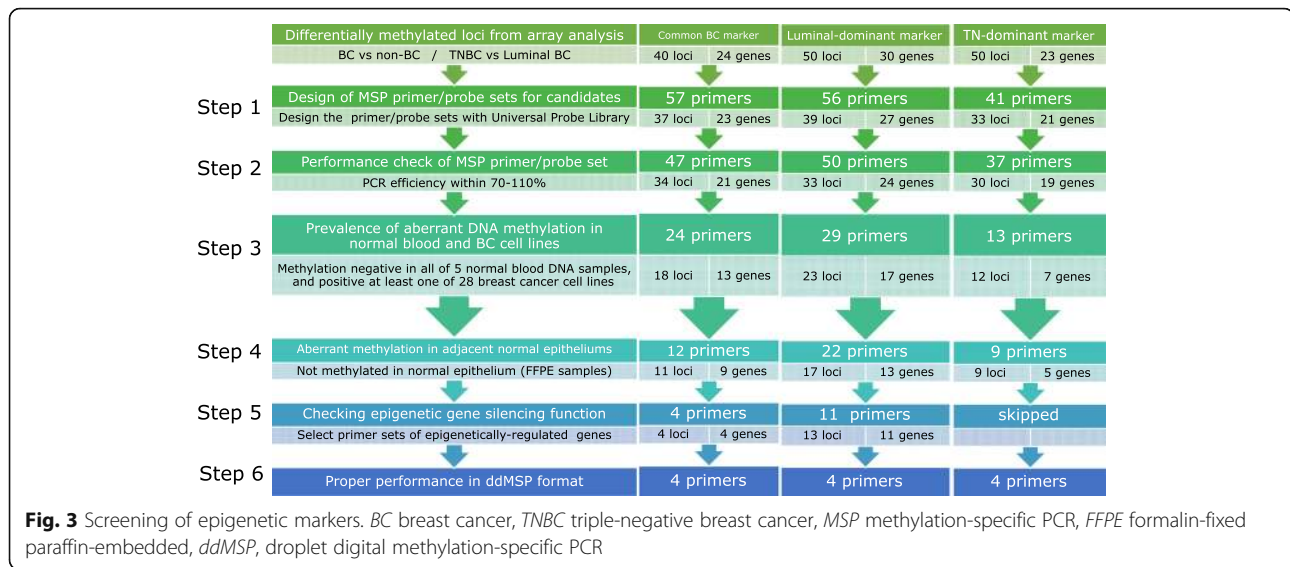 Differentially methylated loci from array analysis
Common BC marker
Luminal-dominant marker
TN-dominant marker
BC vs non-BC / TNBC vs Luminal BC
40 loci 24 genes
50 loci 30 genes
50 loci 23 genes
Step 1
Design of MSP primer/probe sets for candidates
57 primers
56 primers
41 primers
Design the primer/probe sets with Universal Probe Library
37 loci 23 genes
39 loci 27 genes
33 loci 21 genes
Step 2
Performance check of MSP primer/probe set
47 primers
50 primers
37 primers
PCR efficiency within 70-110%
34 loci 21 genes
33 loci 24 genes
30 loci 19 genes
Step 3
Prevalence of aberrant DNA methylation in
normal blood and BC cell lines
24 primers
29 primers
13 primers
Methylation negative in all of 5 normal blood DNA samples,
and positive at least one of 28 breast cancer cell lines
18 loci 13 genes
23 loci 17 genes
12 loci 7 genes
Step 4
Aberrant methylation in adjacent normal epitheliums
12 primers
22 primers
9 primers
Not methylated in normal epithelium (FFPE samples)
11 loci 9 genes
17 loci 13 genes
9 loci 5 genes
Step 5
Checking epigenetic gene silencing function
4 primers
11 primers
skipped
Select primer sets of epigenetically-regulated genes
4 loci 4 genes
13 loci 11 genes
Step 6
Proper performance in ddMSP format
4 primers
4 primers
4 primers
Fig. 3 Screening of epigenetic markers. BC breast cancer, TNBC triple-negative breast cancer, MSP methylation-specific PCR, FFPE formalin-fixed
paraffin-embedded, ddMSP, droplet digital methylation-specific PCR